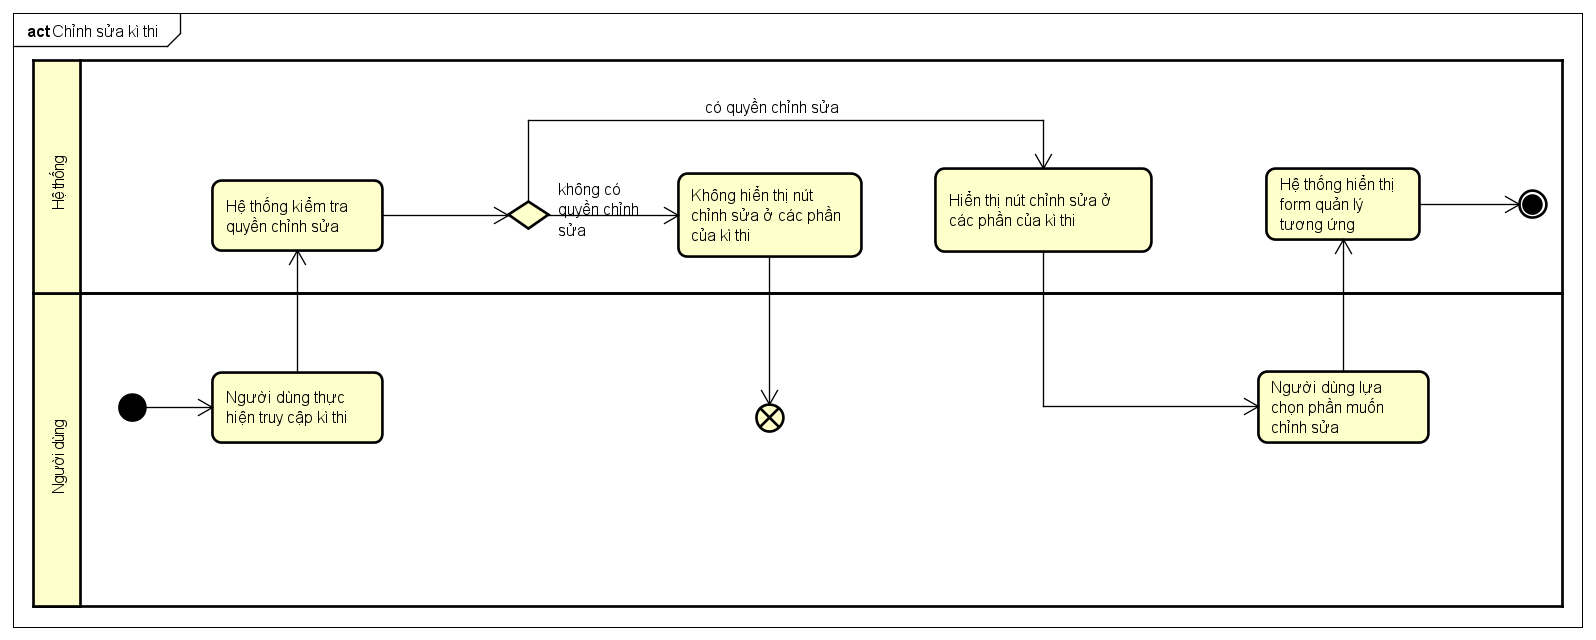 act Chỉnh sửa kì thi
Hệ thống
có quyền chỉnh sửa
Hệ thống kiểm tra
quyền chỉnh sửa
không có
quyền chỉnh
sửa
Không hiển thị nút
chỉnh sửa ở các phần
của kì thi
Hiển thị nút chỉnh sửa ở
các phần của kì thi
Hệ thống hiển thị
form quản lý
tương ứng
Người dùng
Người dùng thực
hiện truy cập kì thi
Người dùng lựa
chọn phần muốn
chỉnh sửa